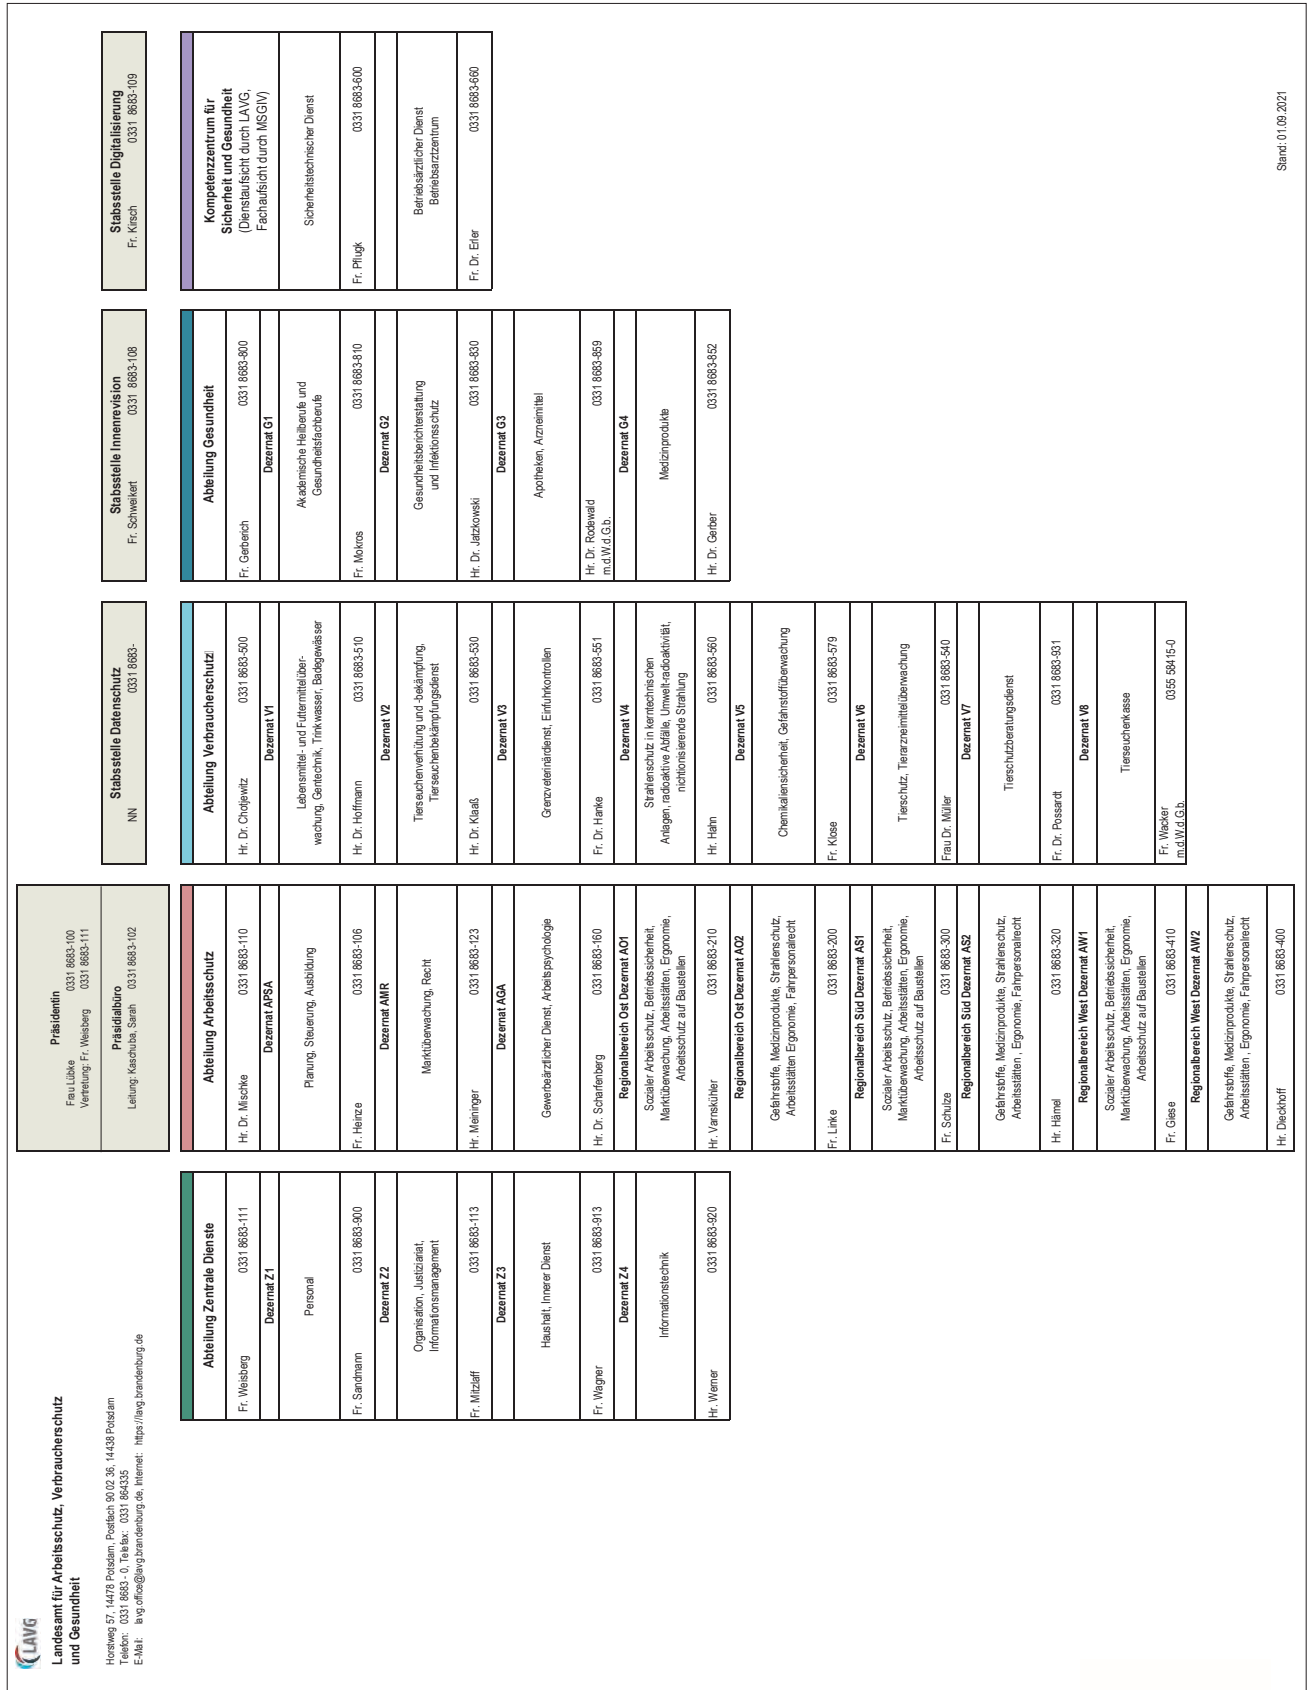 LAVG
Landesamt für Arbeitsschutz, Verbraucherschutz
und Gesundheit
Horstweg 57, 14478 Potsdam, Postfach 90 02 36, 14438 Potsdam
Telefon: 0331 8683 - 0, Telefax: 0331 864335
E-Mail: lavg.office@lavg.brandenburg.de, Internet: https://lavg.brandenburg.de
Präsidentin
Frau Lübke 0331 8683-100
Vertretung: Fr. Weisberg 0331 8683-111
Präsidialbüro
Leitung: Kaschuba, Sarah 0331 8683-102
Stabsstelle Datenschutz
NN 0331 8683-
Stabsstelle Innenrevision
Fr. Schweikert 0331 8683-108
Stabsstelle Digitalisierung
Fr. Kirsch 0331 8683-109
Abteilung Zentrale Dienste
Fr. Weisberg 0331 8683-111
Dezernat Z1
Personal
Fr. Sandmann 0331 8683-900
Dezernat Z2
Organisation, Justiziariat,
Informationsmanagement
Fr. Mitzlaff 0331 8683-113
Dezernat Z3
Haushalt, Innerer Dienst
Fr. Wagner 0331 8683-913
Dezernat Z4
Informationstechnik
Hr. Werner 0331 8683-920
Abteilung Arbeitsschutz
Hr. Dr. Mischke 0331 8683-110
Dezernat APSA
Planung, Steuerung, Ausbildung
Fr. Heinze 0331 8683-106
Dezernat AMR
Marktüberwachung, Recht
Hr. Meininger 0331 8683-123
Dezernat AGA
Gewerbeärztlicher Dienst, Arbeitspsychologie
Hr. Dr. Scharfenberg 0331 8683-160
Regionalbereich Ost Dezernat AO1
Sozialer Arbeitsschutz, Betriebssicherheit,
Marktüberwachung, Arbeitsstätten, Ergonomie,
Arbeitsschutz auf Baustellen
Hr. Varnskühler 0331 8683-210
Regionalbereich Ost Dezernat AO2
Gefahrstoffe, Medizinprodukte, Strahlenschutz,
Arbeitsstätten Ergonomie, Fahrpersonalrecht
Fr. Linke 0331 8683-200
Regionalbereich Süd Dezernat AS1
Sozialer Arbeitsschutz, Betriebssicherheit,
Marktüberwachung, Arbeitsstätten, Ergonomie,
Arbeitsschutz auf Baustellen
Fr. Schulze 0331 8683-300
Regionalbereich Süd Dezernat AS2
Gefahrstoffe, Medizinprodukte, Strahlenschutz,
Arbeitsstätten , Ergonomie, Fahrpersonalrecht
Hr. Hämel 0331 8683-320
Regionalbereich West Dezernat AW1
Sozialer Arbeitsschutz, Betriebssicherheit,
Marktüberwachung, Arbeitsstätten, Ergonomie,
Arbeitsschutz auf Baustellen
Fr. Giese 0331 8683-410
Regionalbereich West Dezernat AW2
Gefahrstoffe, Medizinprodukte, Strahlenschutz,
Arbeitsstätten , Ergonomie, Fahrpersonalrecht
Hr. Dieckhoff 0331 8683-400
Abteilung Verbraucherschutz
Hr. Dr. Chotjewitz 0331 8683-500
Dezernat V1
Lebensmittel- und Futtermittelüber-
wachung, Gentechnik, Trinkwasser, Badegewässer
Hr. Dr. Hoffmann 0331 8683-510
Dezernat V2
Tierseuchenverhütung und -bekämpfung,
Tierseuchenbekämpfungsdienst
Hr. Dr. Klaaß 0331 8683-530
Dezernat V3
Grenzveterinärdienst, Einfuhrkontrollen
Fr. Dr. Hanke 0331 8683-551
Dezernat V4
Strahlenschutz in kerntechnischen
Anlagen, radioaktive Abfälle, Umwelt-radioaktivität,
nichtionisierende Strahlung
Hr. Hahn 0331 8683-560
Dezernat V5
Chemikaliensicherheit, Gefahrstoffüberwachung
Fr. Klose 0331 8683-579
Dezernat V6
Tierschutz, Tierarzneimittelüberwachung
Frau Dr. Müller 0331 8683-540
Dezernat V7
Tierschutzberatungsdienst
Fr. Dr. Possardt 0331 8683-931
Dezernat V8
Tierseuchenkasse
Fr. Wacker 0355 58415-0
m.d.W.d.G.b.
Abteilung Gesundheit
Fr. Gerberich 0331 8683-800
Dezernat G1
Akademische Heilberufe und
Gesundheitsfachberufe
Fr. Mokros 0331 8683-810
Dezernat G2
Gesundheitsberichterstattung
und Infektionsschutz
Hr. Dr. Jatzkowski 0331 8683-830
Dezernat G3
Apotheken, Arzneimittel
Hr. Dr. Rodewald 0331 8683-859
m.d.W.d.G.b.
Dezernat G4
Medizinprodukte
Hr. Dr. Gerber 0331 8683-852
Kompetenzzentrum für
Sicherheit und Gesundheit
(Dienstaufsicht durch LAVG,
Fachaufsicht durch MSGIV)
Sicherheitstechnischer Dienst
Fr. Pflugk 0331 8683-600
Betriebsärztlicher Dienst
Betriebsarztzentrum
Fr. Dr. Erler 0331 8683-660
Stand: 01.09.2021